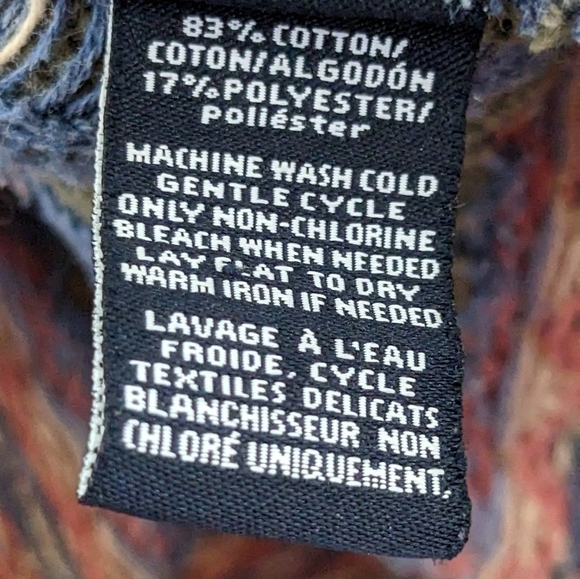 83% COTTON/
COTON/ALGODÓN
17% POLYESTER/
poliéster
MACHINE WASH COLD
GENTLE CYCLE
ONLY NON-CHLORINE
BLEACH WHEN NEEDED
LAY FLAT TO DRY
WARM IRON IF NEEDED
LAVAGE À L'EAU
FROIDE, CYCLE
TEXTILES DELICATS
BLANCHISSEUR NON
CHLORÉ UNIQUEMENT,